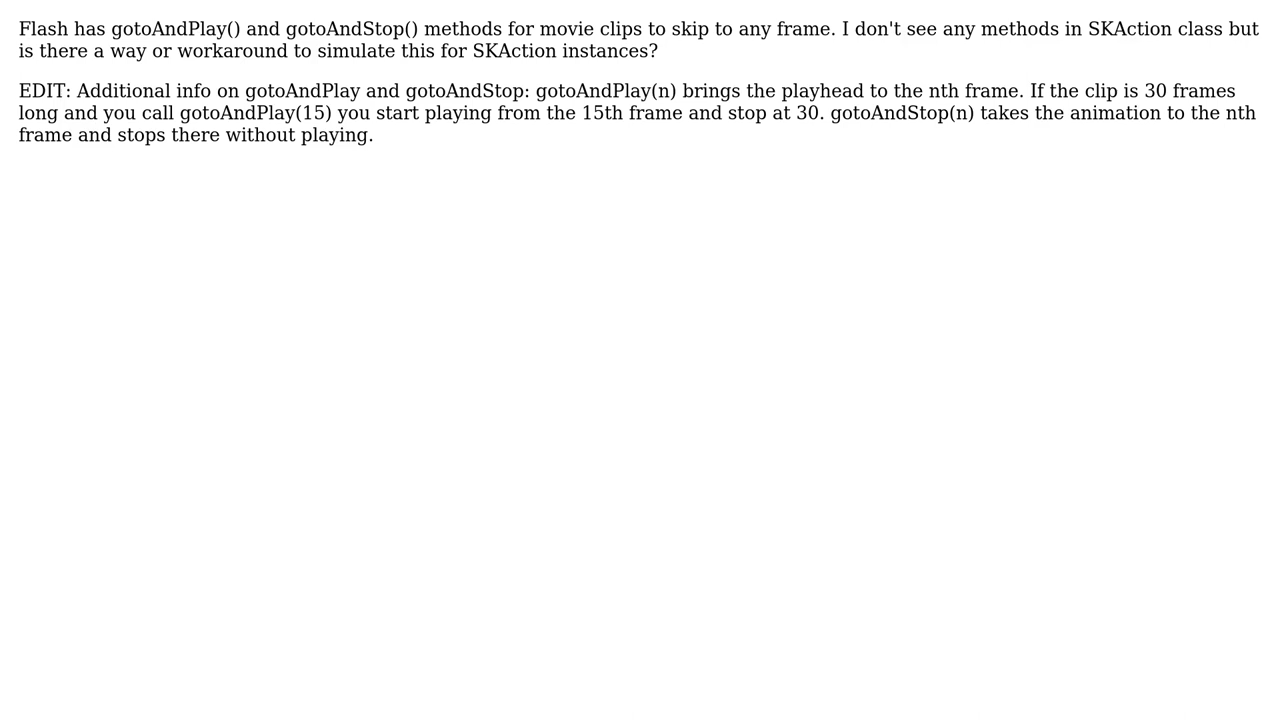 Flash has gotoAndPlay() and gotoAndStop() methods for movie clips to skip to any frame. I don't see any methods in SKAction class but
is there a way or workaround to simulate this for SKAction instances?
EDIT: Additional info on gotoAndPlay and gotoAndStop: gotoAndPlay(n) brings the playhead to the nth frame. If the clip is 30 frames
long and you call gotoAndPlay(15) you start playing from the 15th frame and stop at 30. gotoAndStop(n) takes the animation to the nth
frame and stops there without playing.